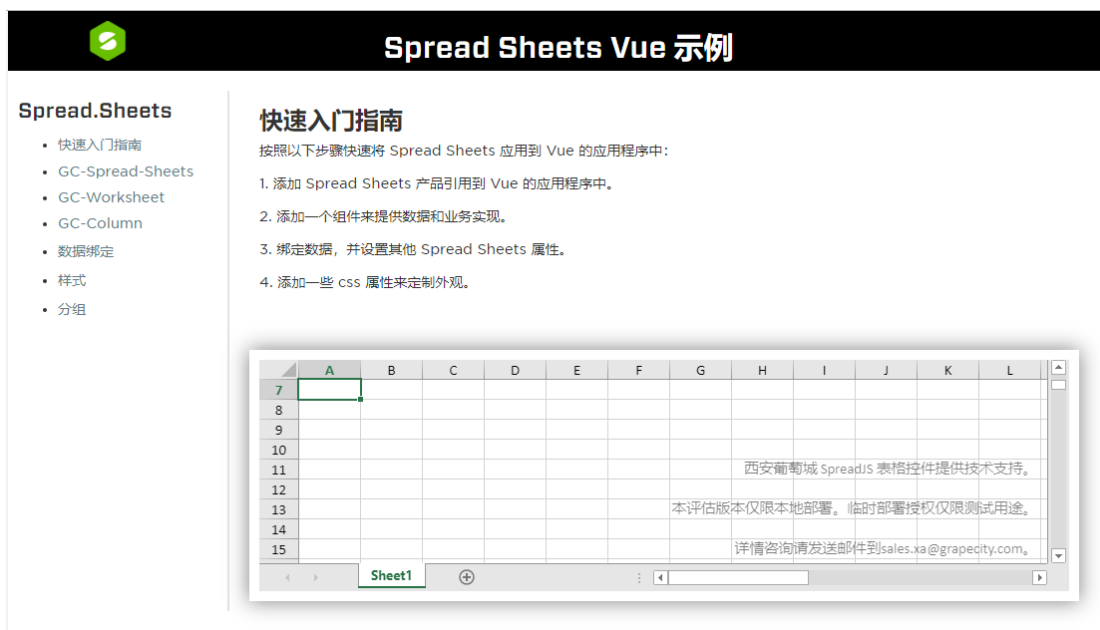 Spread Sheets Vue 示例
Spread.Sheets
快速入门指南
GC-Spread-Sheets
GC-Worksheet
GC-Column
数据绑定
样式
分组
快速入门指南
按照以下步骤快速将 Spread Sheets 应用到 Vue 的应用程序中:
1. 添加 Spread Sheets 产品引用到 Vue 的应用程序中。
2. 添加一个组件来提供数据和业务实现。
3. 绑定数据，并设置其他 Spread Sheets 属性。
4. 添加一些 css 属性来定制外观。
A B C D E F G H I J K L
7
8
9
10
11 西安葡萄城 SpreadJS 表格控件提供技术支持。
12
13 本评估版本仅限本地部署。临时部署授权仅限测试用途。
14
15 详情咨询请发送邮件到sales.xa@grapecity.com。
Sheet1